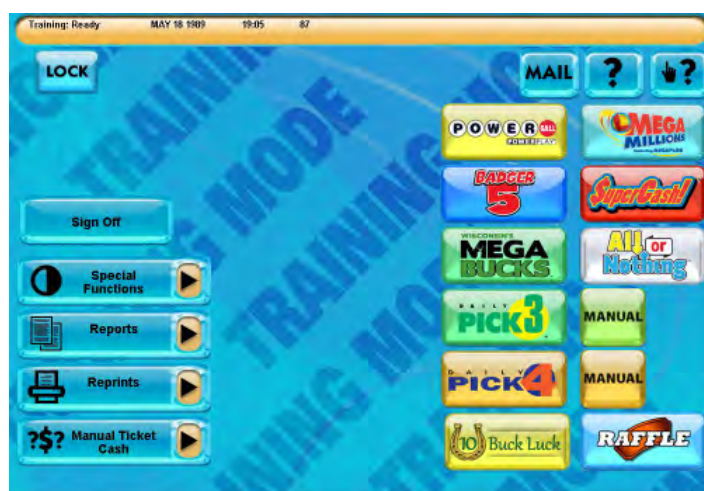 Training: Ready MAY 18 1989 19:05 87
LOCK
MAIL ? ?
POWERBALL
POWERPLAY
MEGA
MILLIONS
BADGER
5
SuperCash!
Sign Off
WISCONSIN'S
MEGA
BUCKS
All or
Nothing
Special
Functions
DAILY
PICK 3
MANUAL
Reports
DAILY
PICK 4
MANUAL
Reprints
?$? Manual Ticket
Cash
10 Buck Luck
RAFFLE
TRAINING MODE
TRAINING MODE
TRAINING MODE